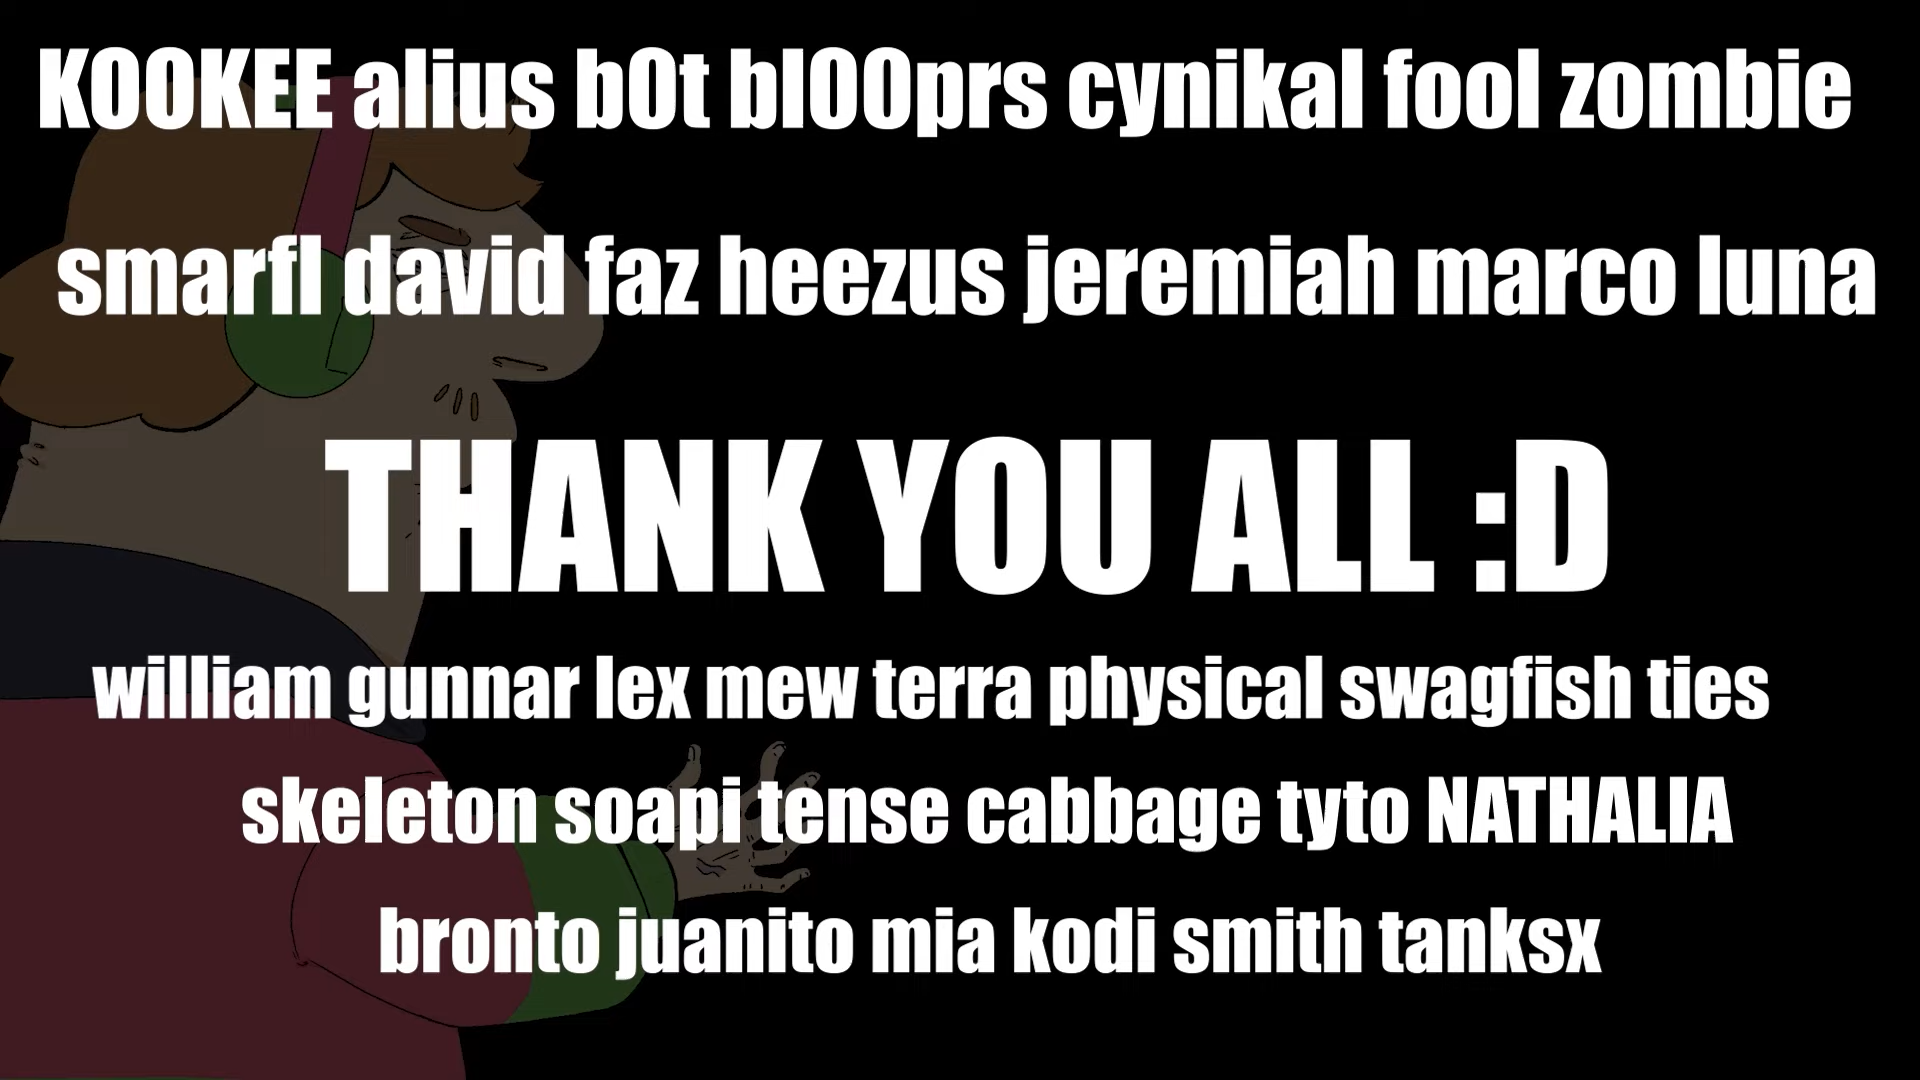 K00KEE alius b0t bl00prs cynikal fool zombie
smarfl david faz heezus jeremiah marco luna
THANK YOU ALL :D
william gunnar lex mew terra physical swagfish ties
skeleton soapi tense cabbage tyto NATHALIA
bronto juanito mia kodi smith tanksx